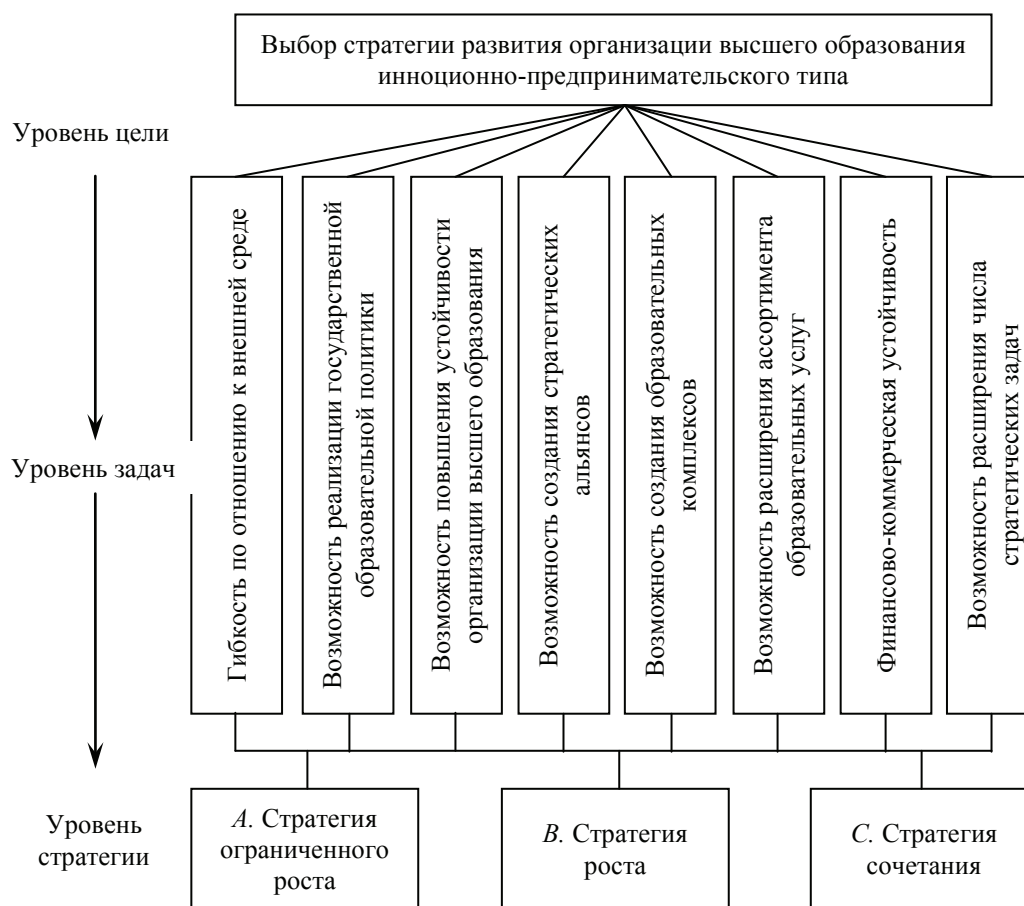 Выбор стратегии развития организации высшего образования
инноционно-предпринимательского типа
Уровень цели
Гибкость по отношению к внешней среде
Возможность реализации государственной
образовательной политики
Возможность повышения устойчивости
организации высшего образования
Возможность создания стратегических
альянсов
Возможность создания образовательных
комплексов
Возможность расширения ассортимента
образовательных услуг
Финансово-коммерческая устойчивость
Возможность расширения числа
стратегических задач
Уровень задач
Уровень
стратегии
A. Стратегия
ограниченного
роста
B. Стратегия
роста
C. Стратегия
сочетания